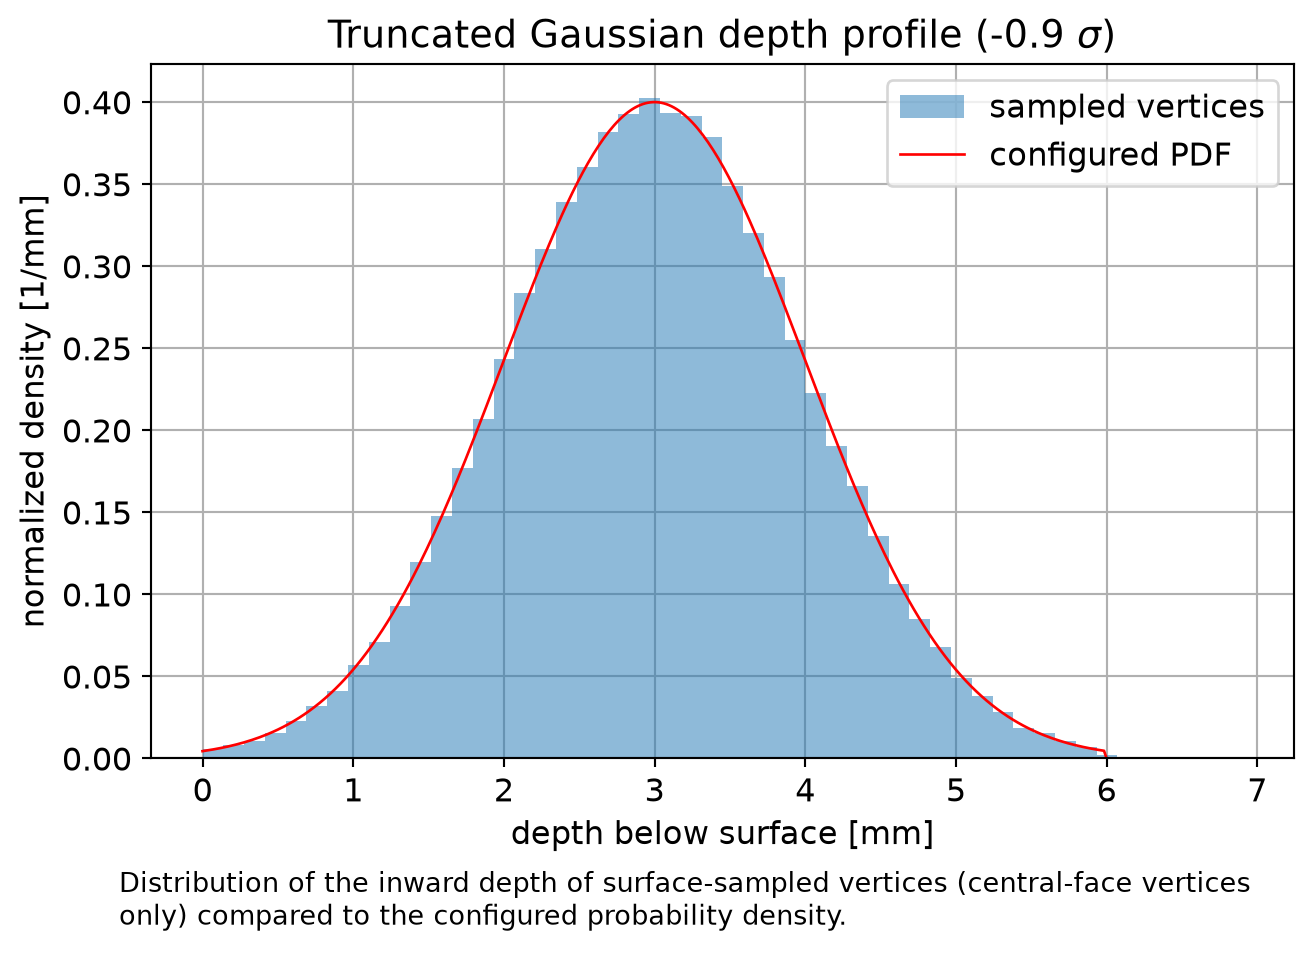 Truncated Gaussian depth profile (-0.9 σ)
sampled vertices
configured PDF
normalized density [1/mm]
0.40
0.35
0.30
0.25
0.20
0.15
0.10
0.05
0.00
0 1 2 3 4 5 6 7
depth below surface [mm]
Distribution of the inward depth of surface-sampled vertices (central-face vertices
only) compared to the configured probability density.